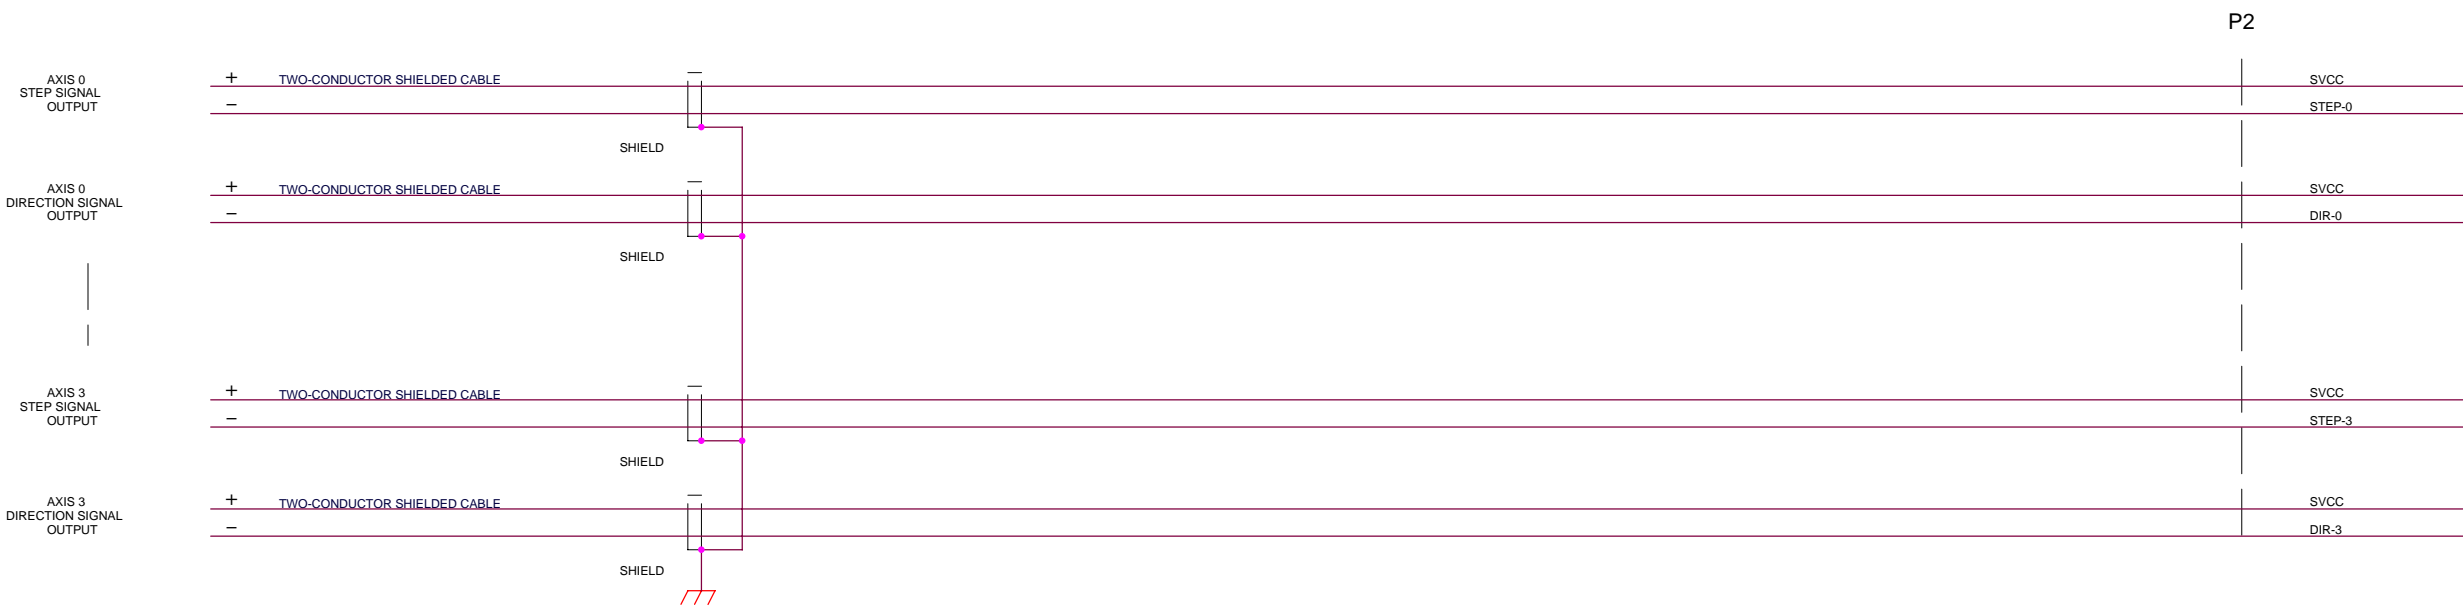 P2
AXIS 0
STEP SIGNAL
OUTPUT
+ TWO-CONDUCTOR SHIELDED CABLE
−
SHIELD
SVCC
STEP-0
AXIS 0
DIRECTION SIGNAL
OUTPUT
+ TWO-CONDUCTOR SHIELDED CABLE
−
SHIELD
SVCC
DIR-0
AXIS 3
STEP SIGNAL
OUTPUT
+ TWO-CONDUCTOR SHIELDED CABLE
−
SHIELD
SVCC
STEP-3
AXIS 3
DIRECTION SIGNAL
OUTPUT
+ TWO-CONDUCTOR SHIELDED CABLE
−
SHIELD
SVCC
DIR-3